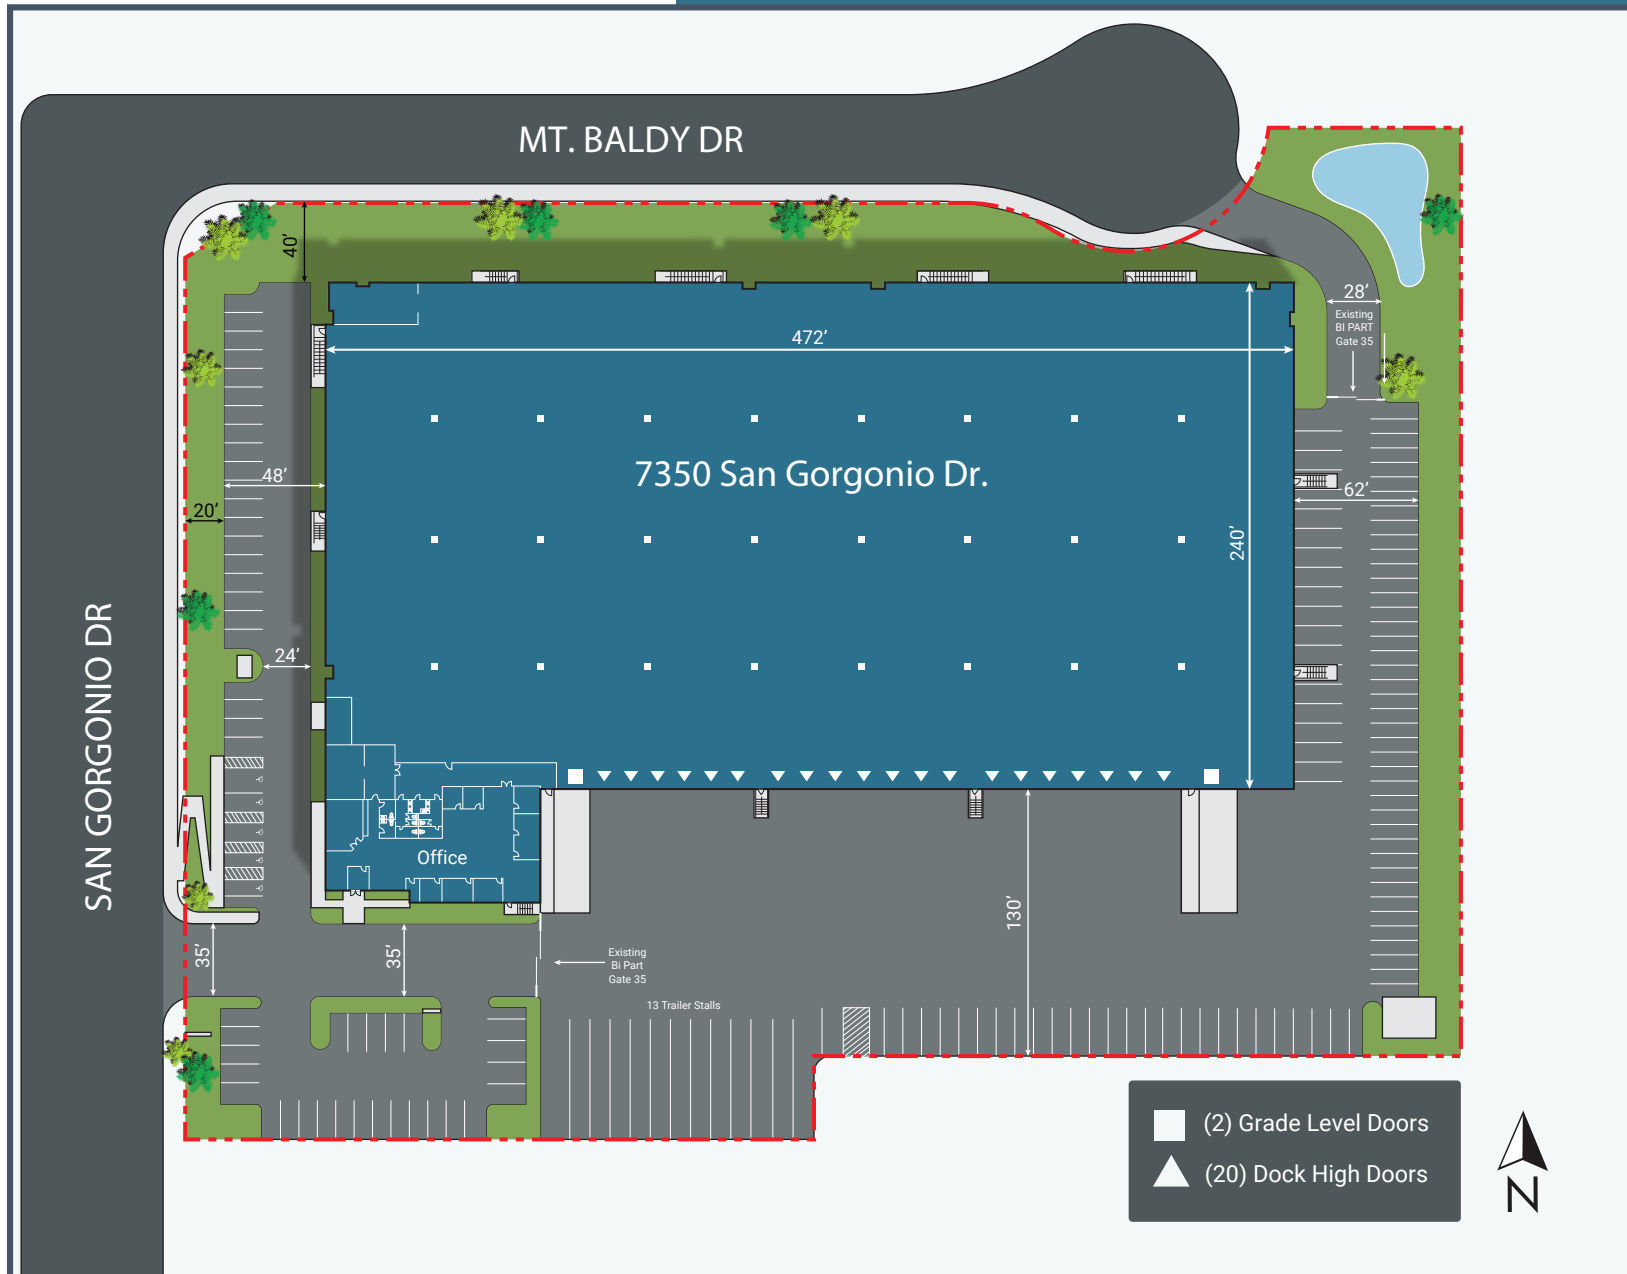 MT. BALDY DR
40’
28’
Existing
BI PART
Gate 35
472’
7350 San Gorgonio Dr.
48’
62’
20’
240’
SAN GORGONIO DR
24’
Office
130’
35’
35’
Existing
Bi Part
Gate 35
13 Trailer Stalls
(2) Grade Level Doors
(20) Dock High Doors
N